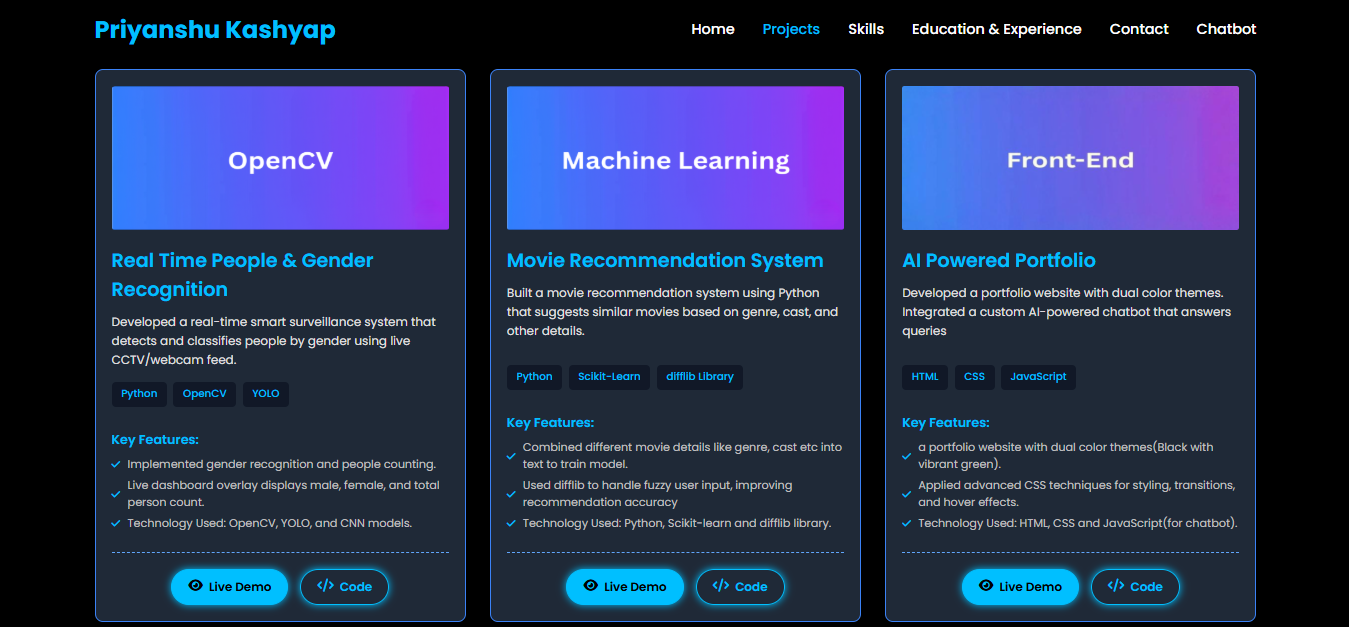 Priyanshu Kashyap
Home Projects Skills Education & Experience Contact Chatbot
OpenCV
Real Time People & Gender
Recognition
Developed a real-time smart surveillance system that
detects and classifies people by gender using live
CCTV/webcam feed.
Python OpenCV YOLO
Key Features:
Implemented gender recognition and people counting.
Live dashboard overlay displays male, female, and total
person count.
Technology Used: OpenCV, YOLO, and CNN models.
Live Demo Code
Machine Learning
Movie Recommendation System
Built a movie recommendation system using Python
that suggests similar movies based on genre, cast, and
other details.
Python Scikit-Learn difflib Library
Key Features:
Combined different movie details like genre, cast etc into
text to train model.
Used difflib to handle fuzzy user input, improving
recommendation accuracy
Technology Used: Python, Scikit-learn and difflib library.
Live Demo Code
Front-End
AI Powered Portfolio
Developed a portfolio website with dual color themes.
Integrated a custom AI-powered chatbot that answers
queries
HTML CSS JavaScript
Key Features:
a portfolio website with dual color themes(Black with
vibrant green).
Applied advanced CSS techniques for styling, transitions,
and hover effects.
Technology Used: HTML, CSS and JavaScript(for chatbot).
Live Demo Code